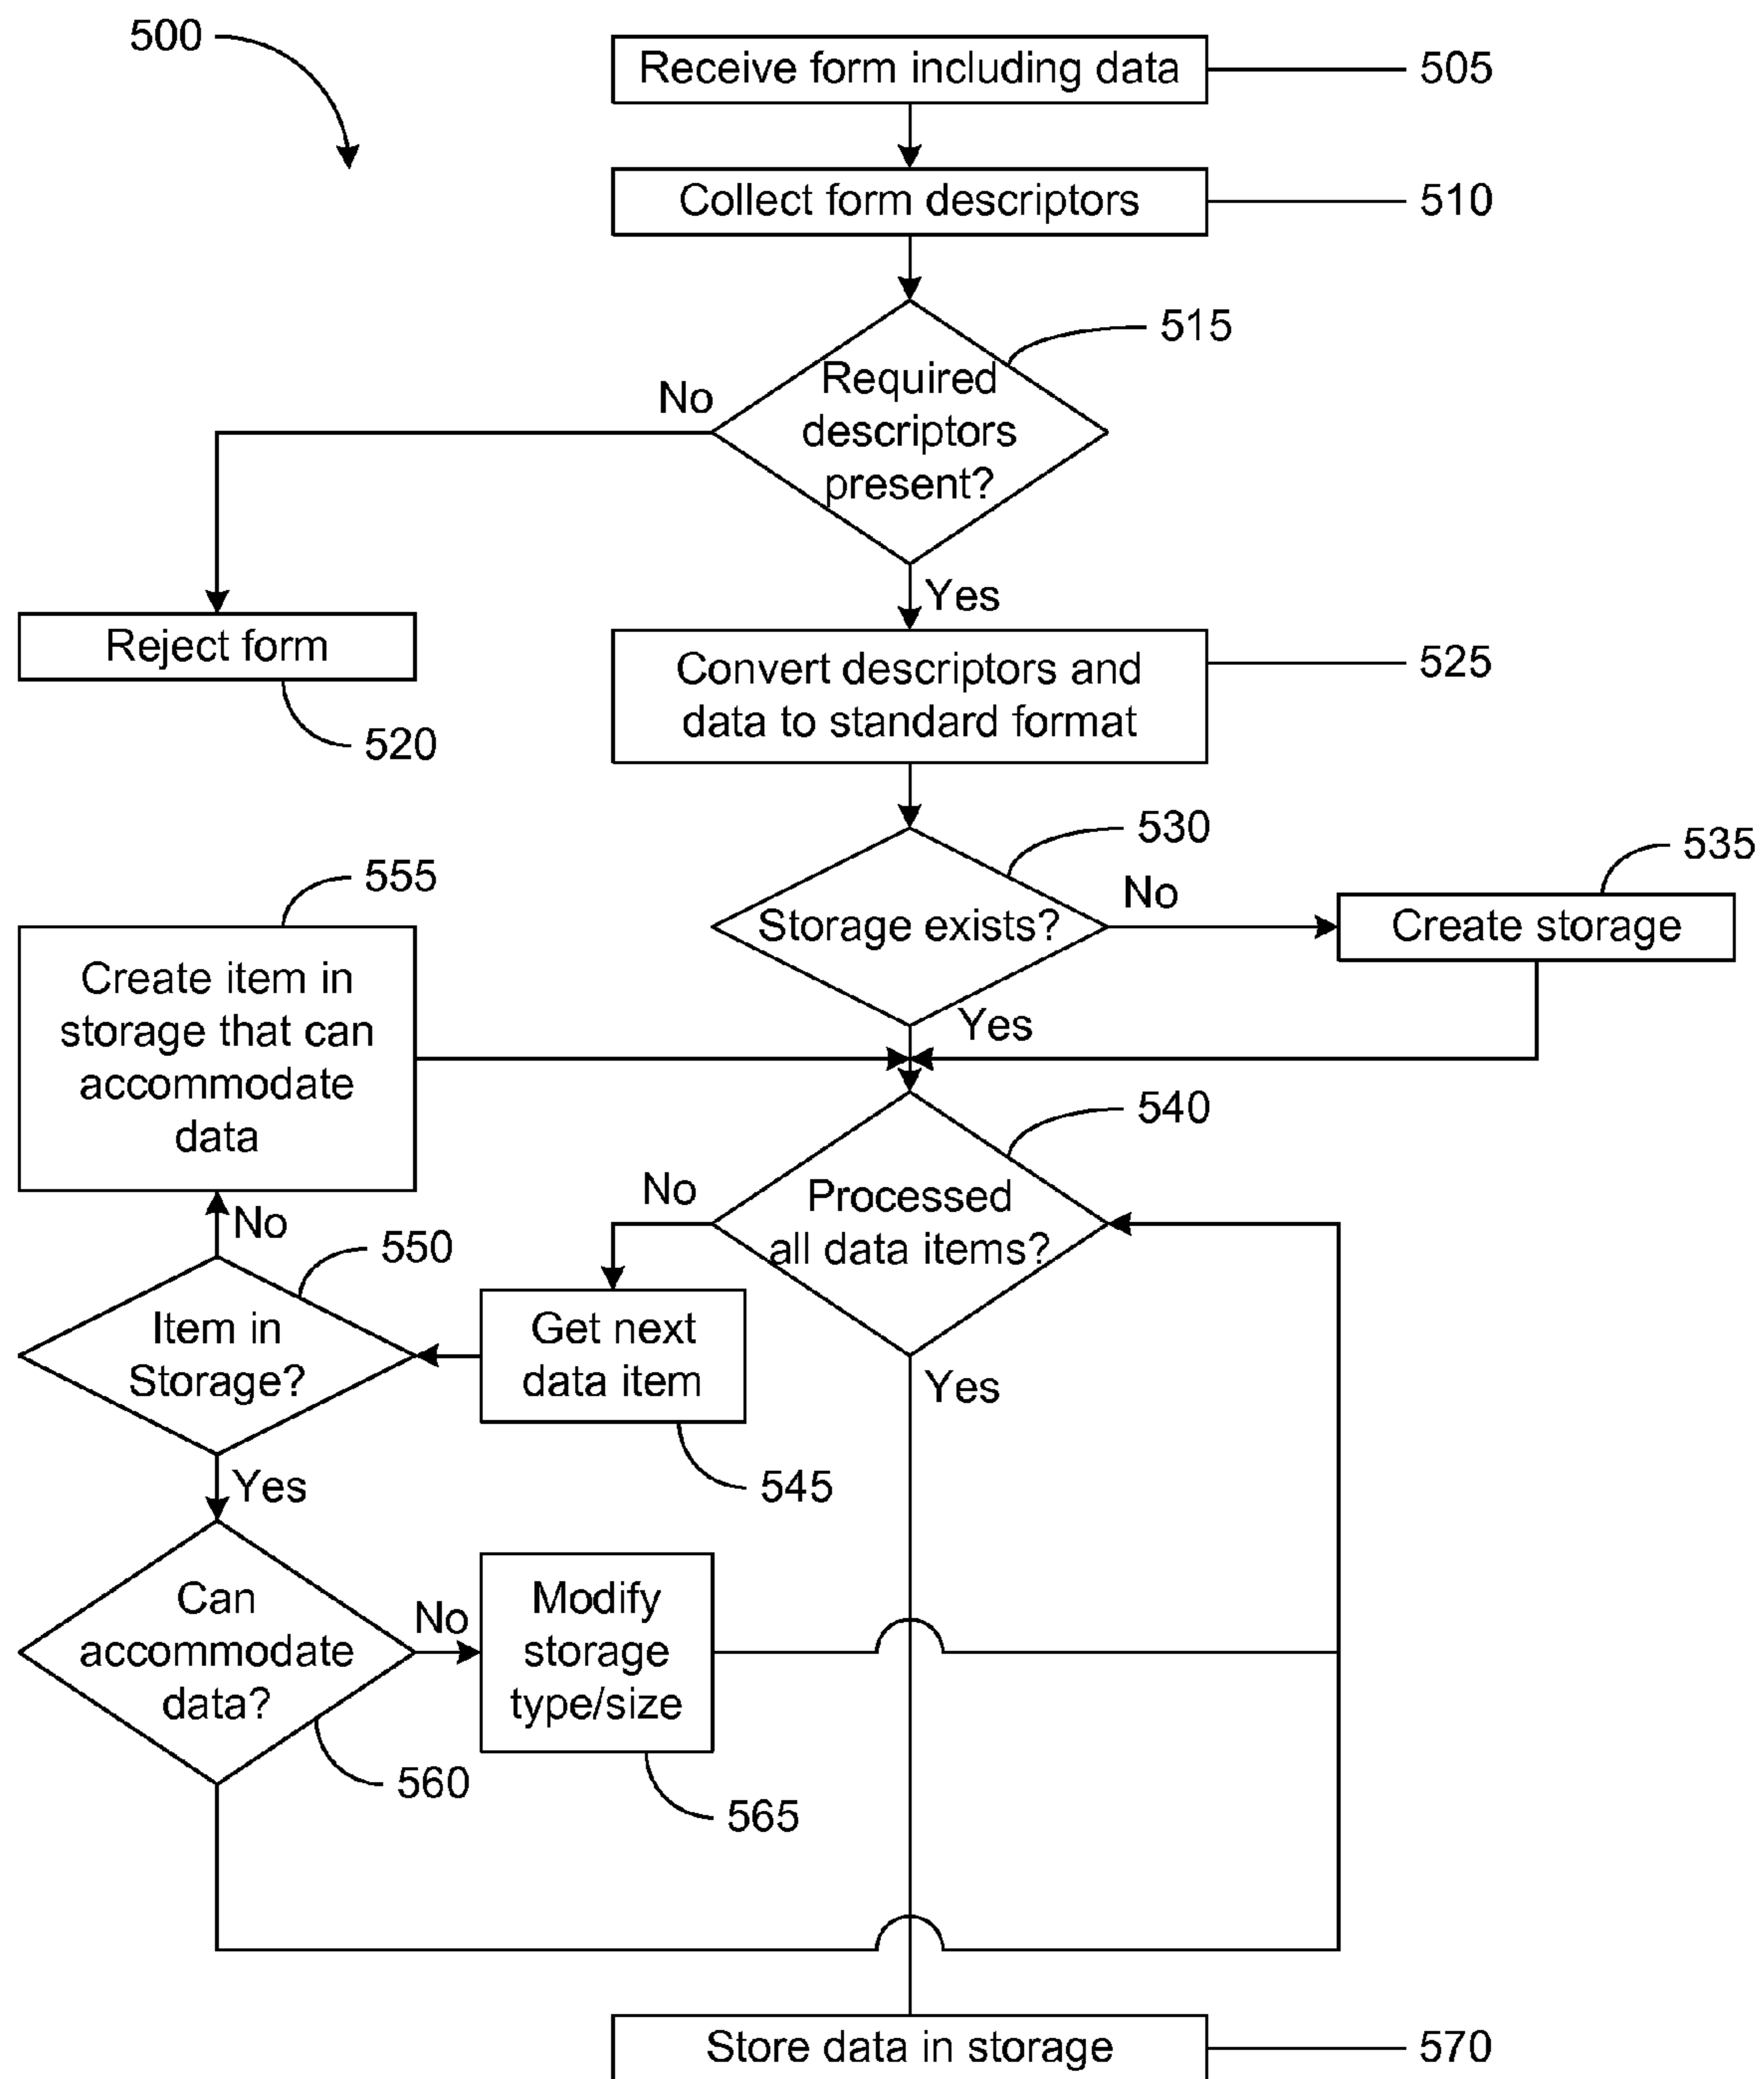 500
Receive form including data
505
Collect form descriptors
510
515
Required
descriptors
present?
No
Yes
Reject form
520
Convert descriptors and
data to standard format
525
530
Storage exists?
No
535
Create storage
Yes
555
Create item in
storage that can
accommodate
data
540
Processed
all data items?
No
Yes
Get next
data item
545
550
Item in
Storage?
No
Yes
Can
accommodate
data?
560
No
Modify
storage
type/size
565
Store data in storage
570